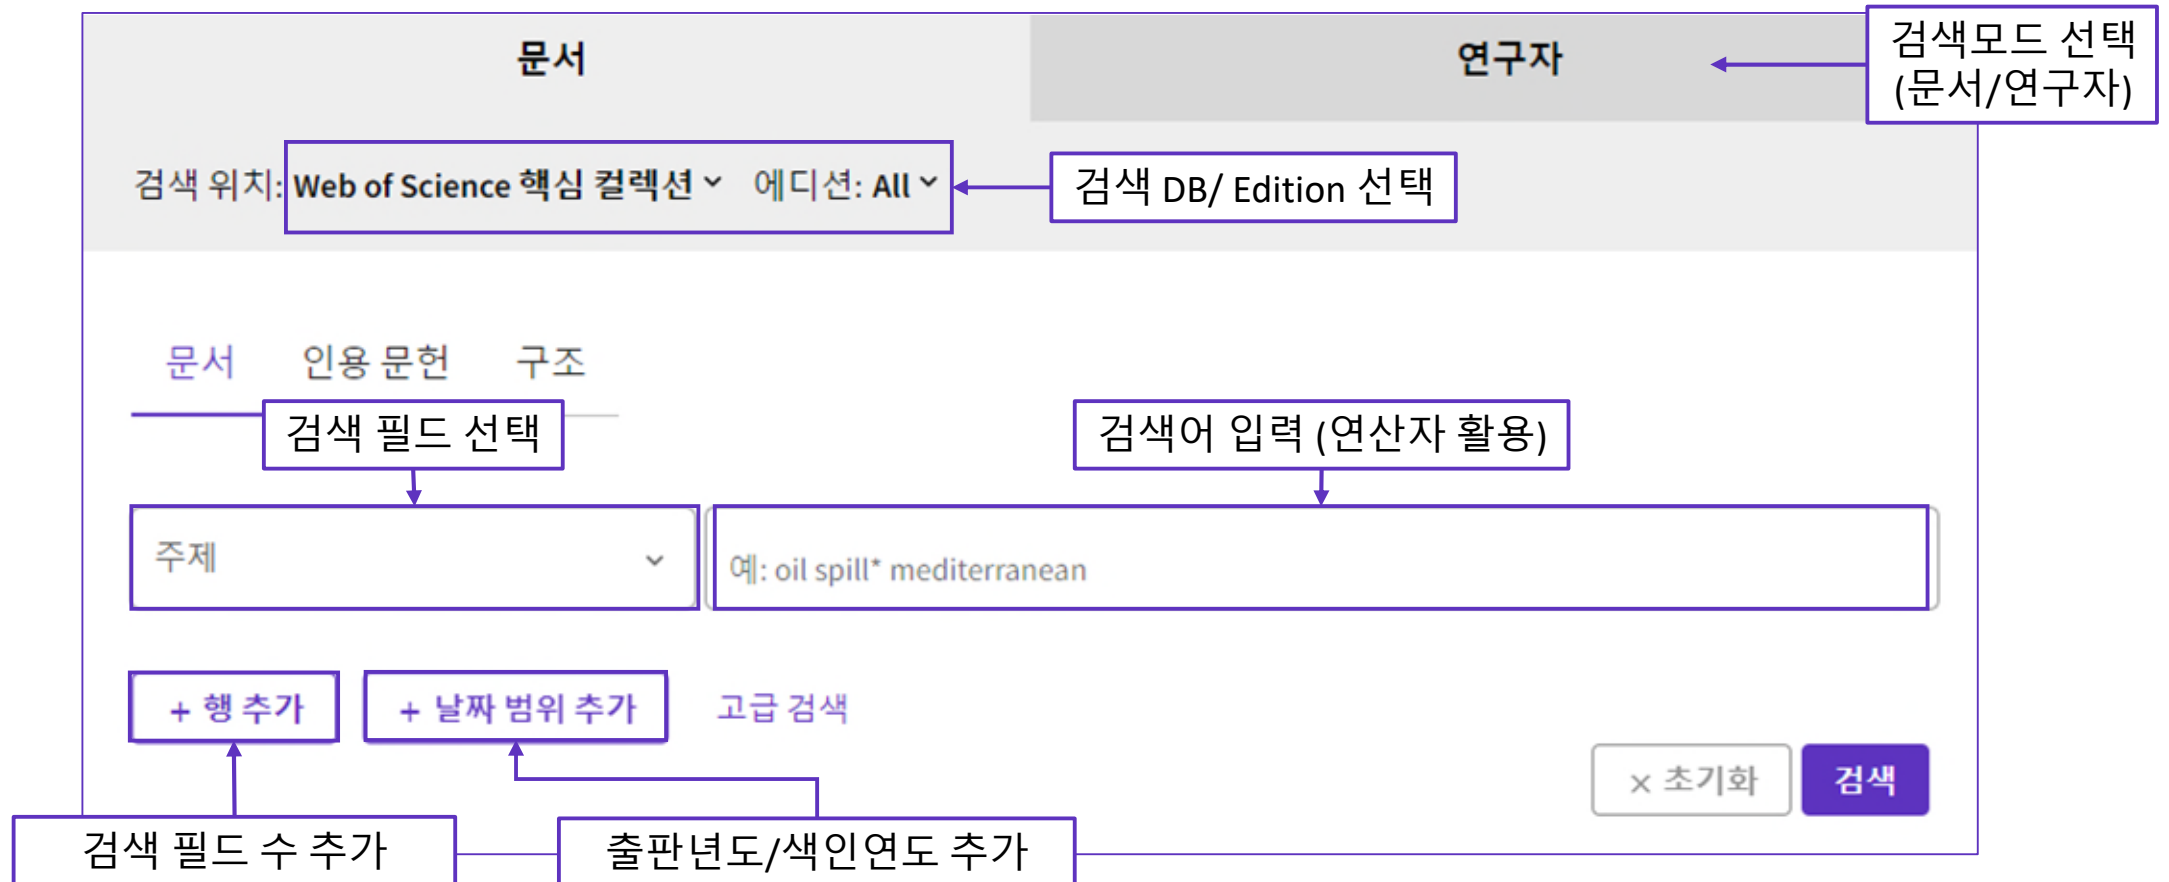 문서
연구자
검색모드 선택
(문서/연구자)
검색 위치: Web of Science 핵심 컬렉션 에디션: All
검색 DB/ Edition 선택
문서 인용 문헌 구조
검색 필드 선택
검색어 입력 (연산자 활용)
주제
예: oil spill* mediterranean
+ 행 추가
+ 날짜 범위 추가
고급 검색
× 초기화
검색
검색 필드 수 추가
출판년도/색인연도 추가